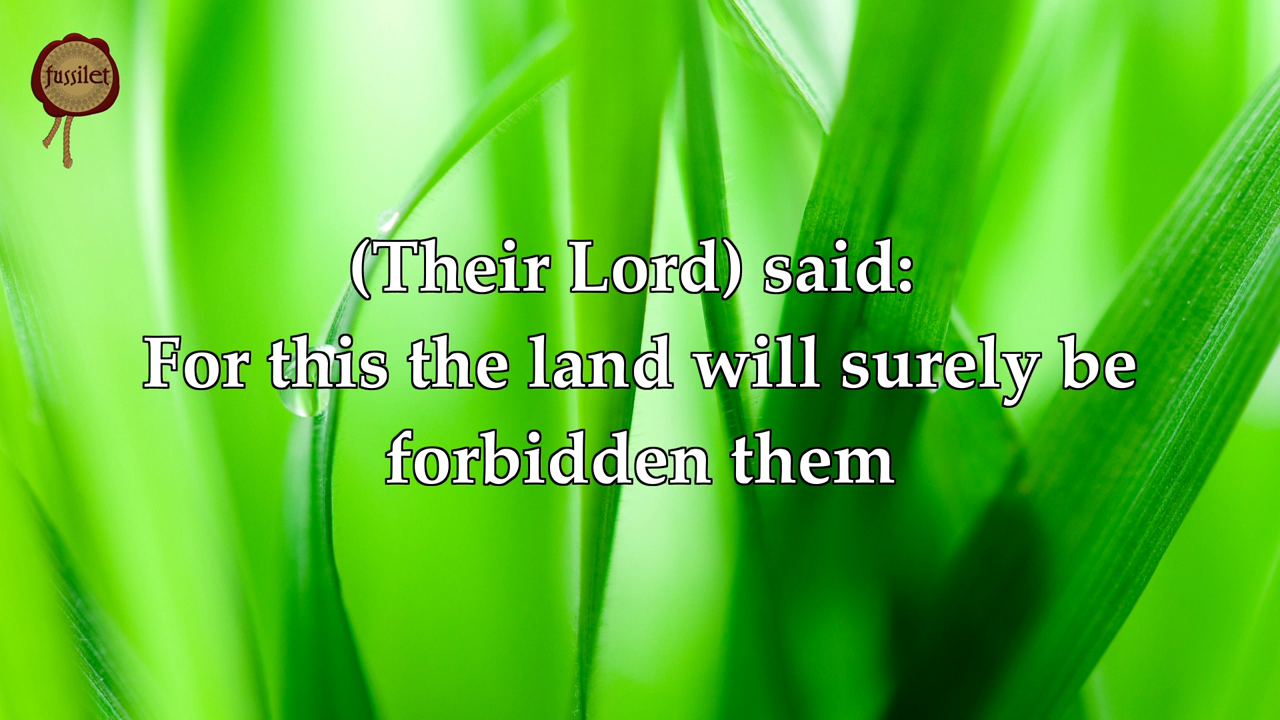 fussilet
(Their Lord) said:
For this the land will surely be
forbidden them